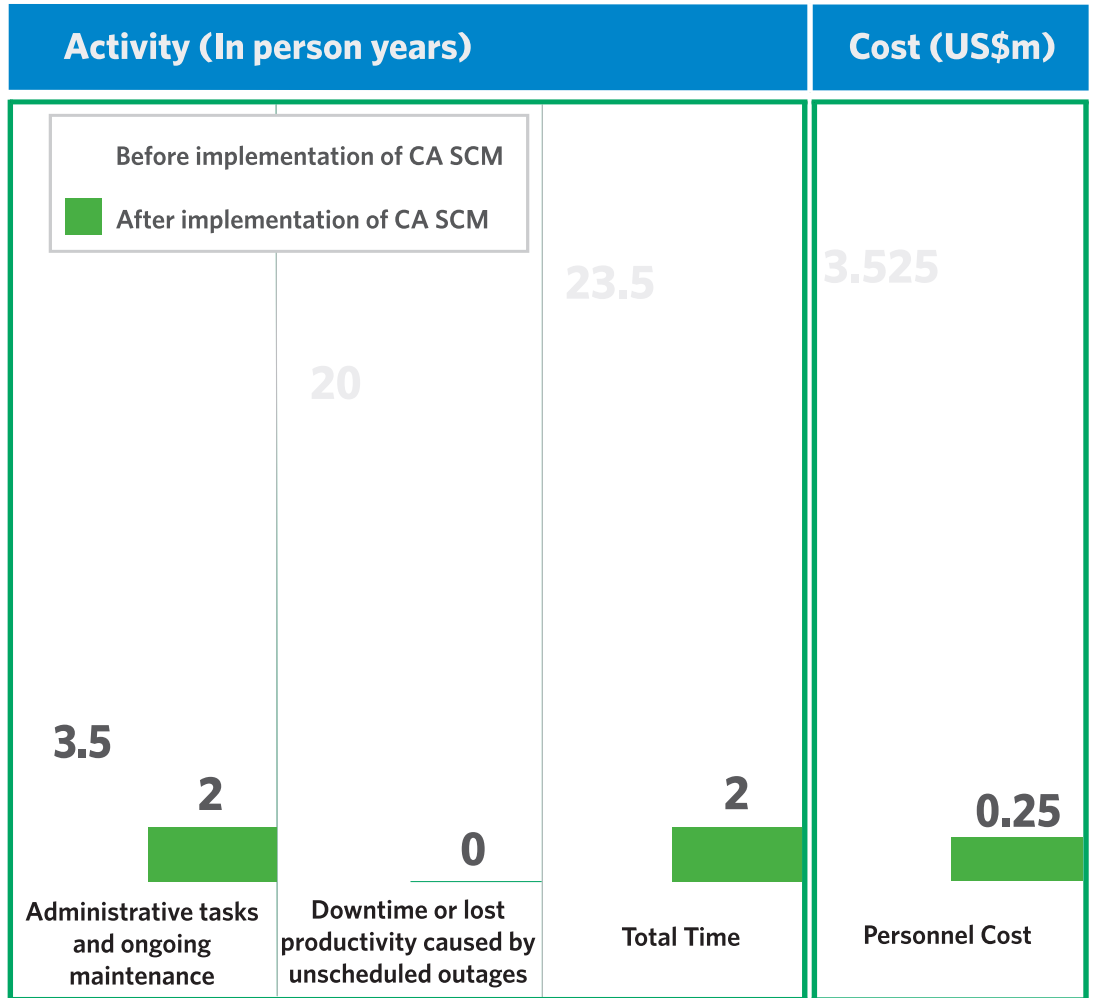 Activity (In person years)
Cost (US$m)
Before implementation of CA SCM
After implementation of CA SCM
3.5
2
20
0
23.5
2
3.525
0.25
Administrative tasks
and ongoing
maintenance
Downtime or lost
productivity caused by
unscheduled outages
Total Time
Personnel Cost